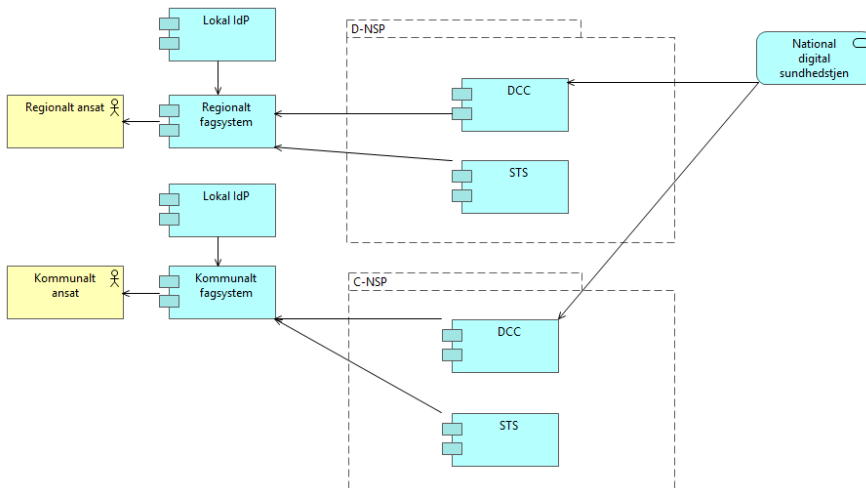 Lokal IdP
D-NSP
National
digital
sundhedstjen
Regionalt ansat
Regionalt
fagsystem
DCC
STS
Lokal IdP
Kommunalt
ansat
Kommunalt
fagsystem
C-NSP
DCC
STS